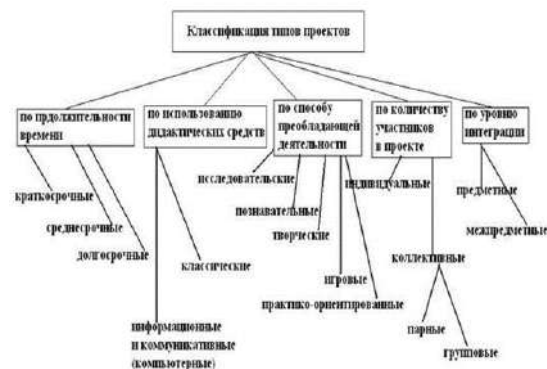 Классификация типов проектов
по прдолжительности
времени
по использованию
дидактических средств
по способу
преобладающей
деятельности
по количеству
участников
в проекте
по уровню
интеграции
краткосрочные
среднесрочные
долгосрочные
классические
информационные
и коммуникативные
(компьютерные)
исследовательские
познавательные
творческие
игровые
практико-ориентированные
индивидуальные
коллективные
парные
групповые
предметные
межпредметные